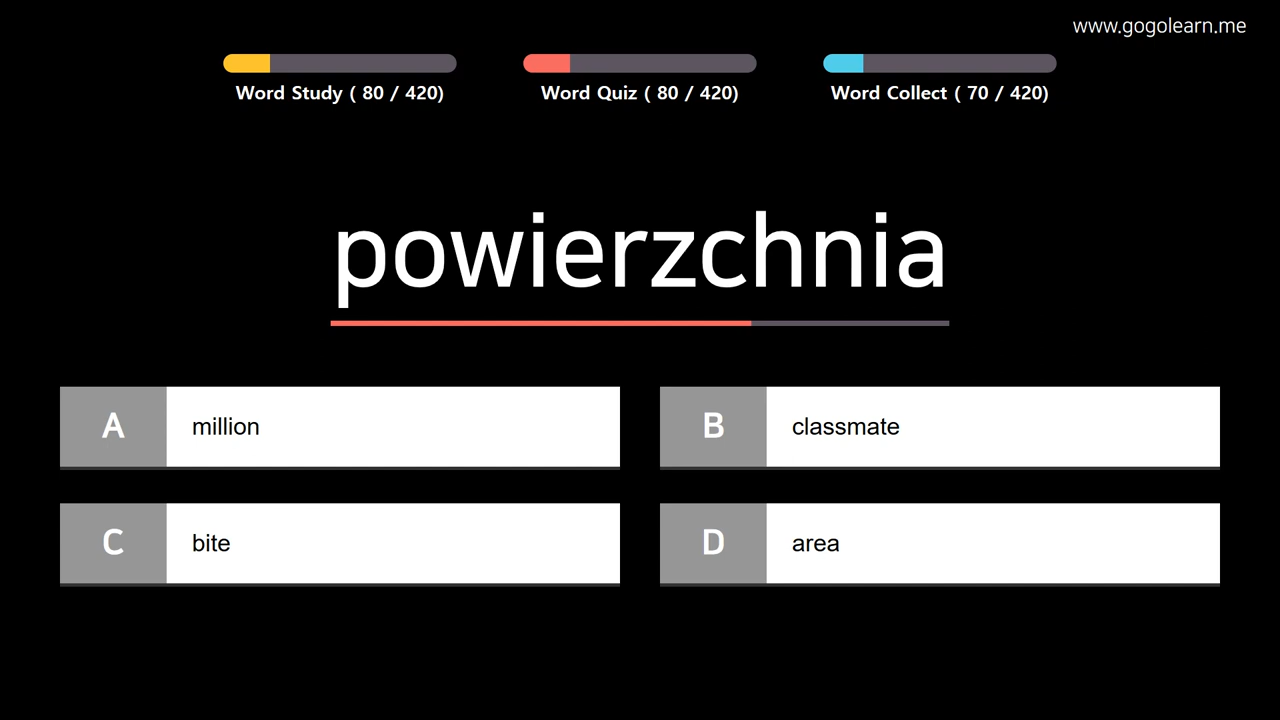 www.gogolearn.me
Word Study ( 80 / 420)
Word Quiz ( 80 / 420)
Word Collect ( 70 / 420)
powierzchnia
A million
B classmate
C bite
D area